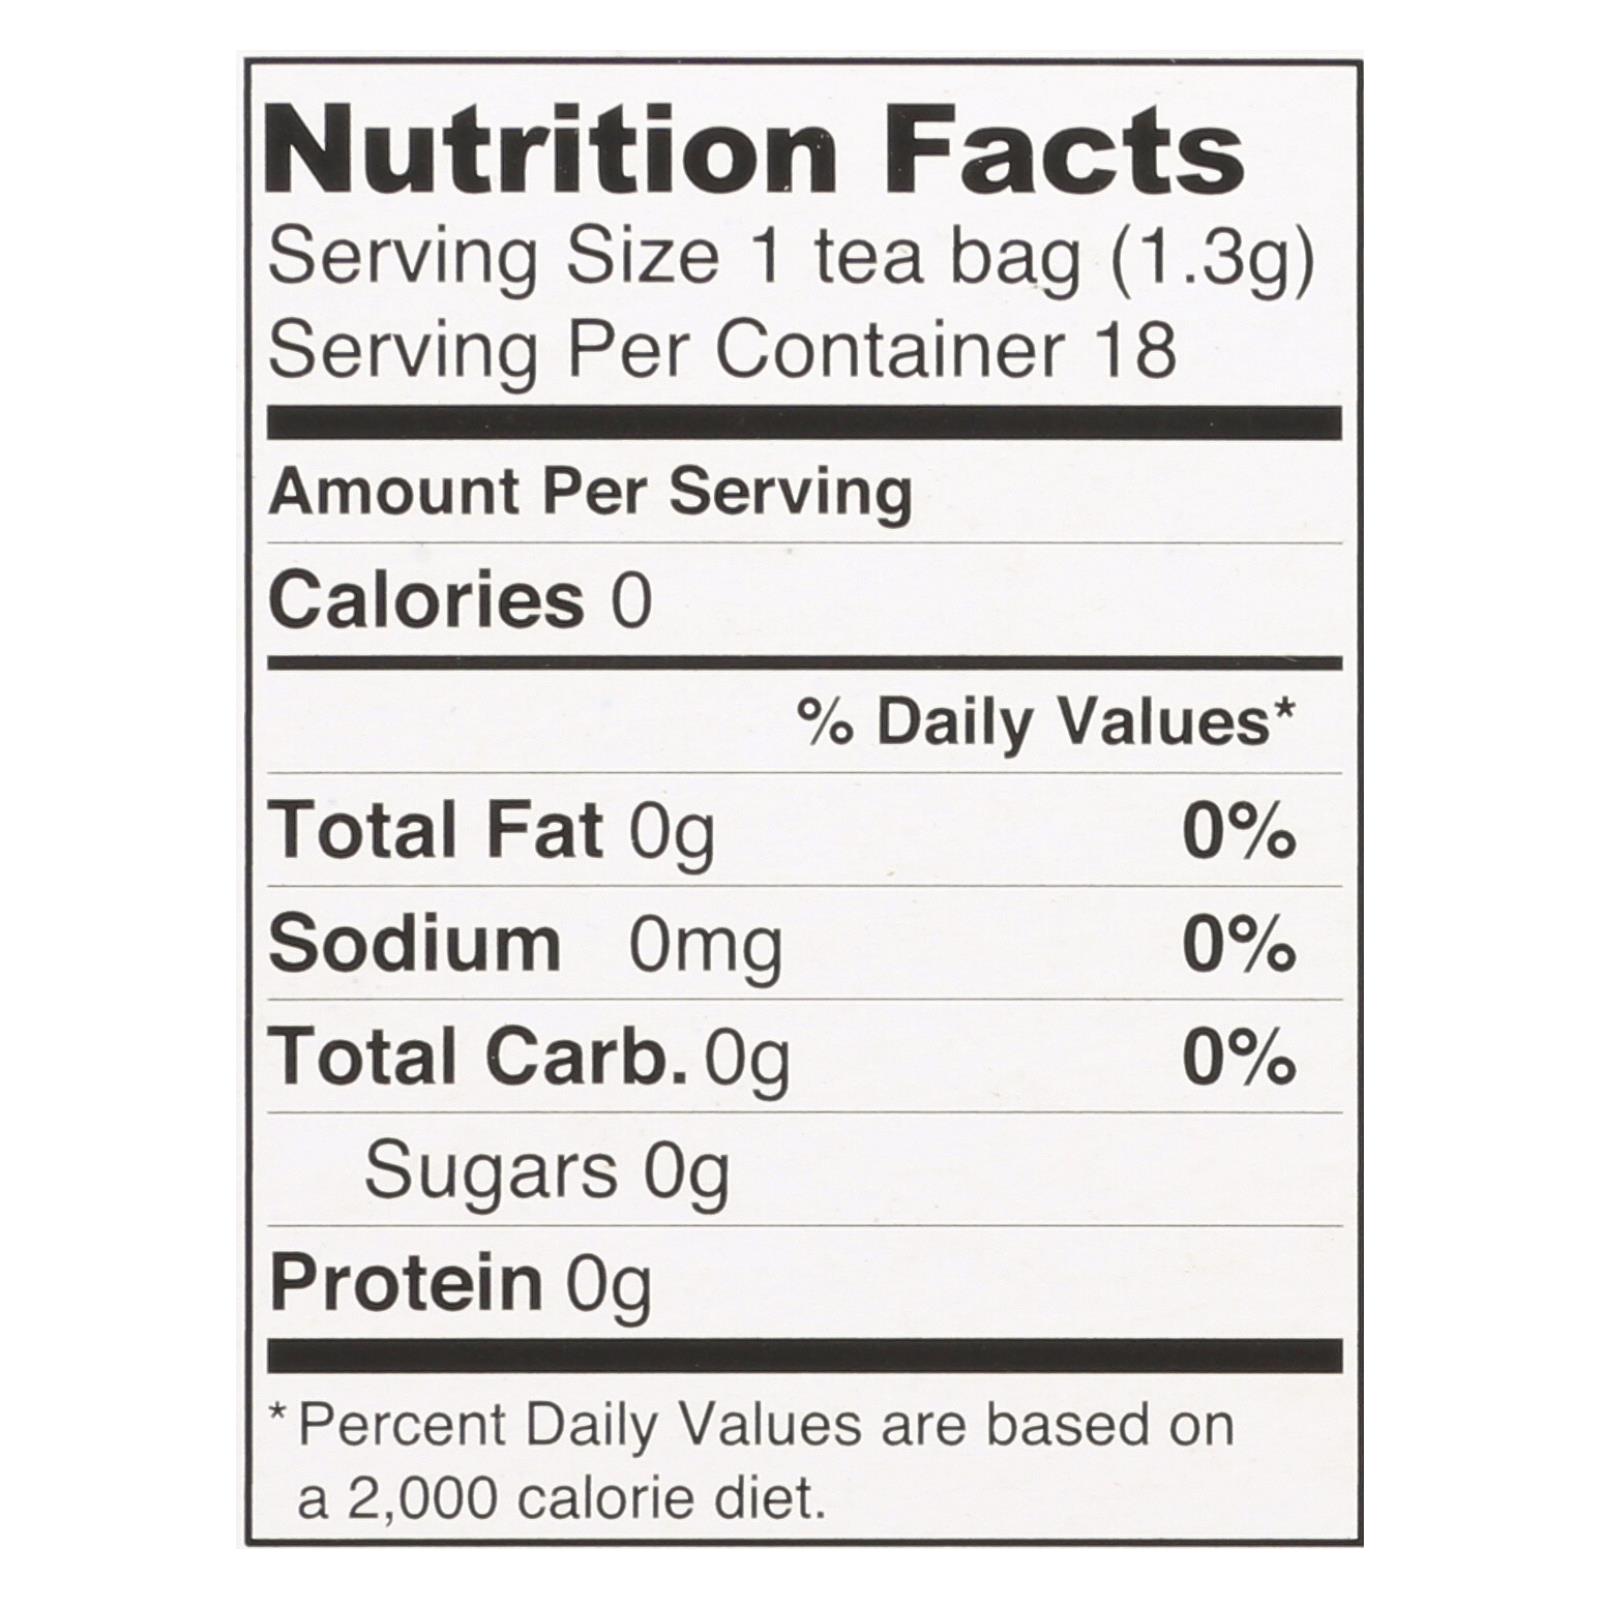 Nutrition Facts
Serving Size 1 tea bag (1.3g)
Serving Per Container 18
Amount Per Serving
Calories 0
% Daily Values*
Total Fat 0g 0%
Sodium 0mg 0%
Total Carb. 0g 0%
Sugars 0g
Protein 0g
* Percent Daily Values are based on
a 2,000 calorie diet.